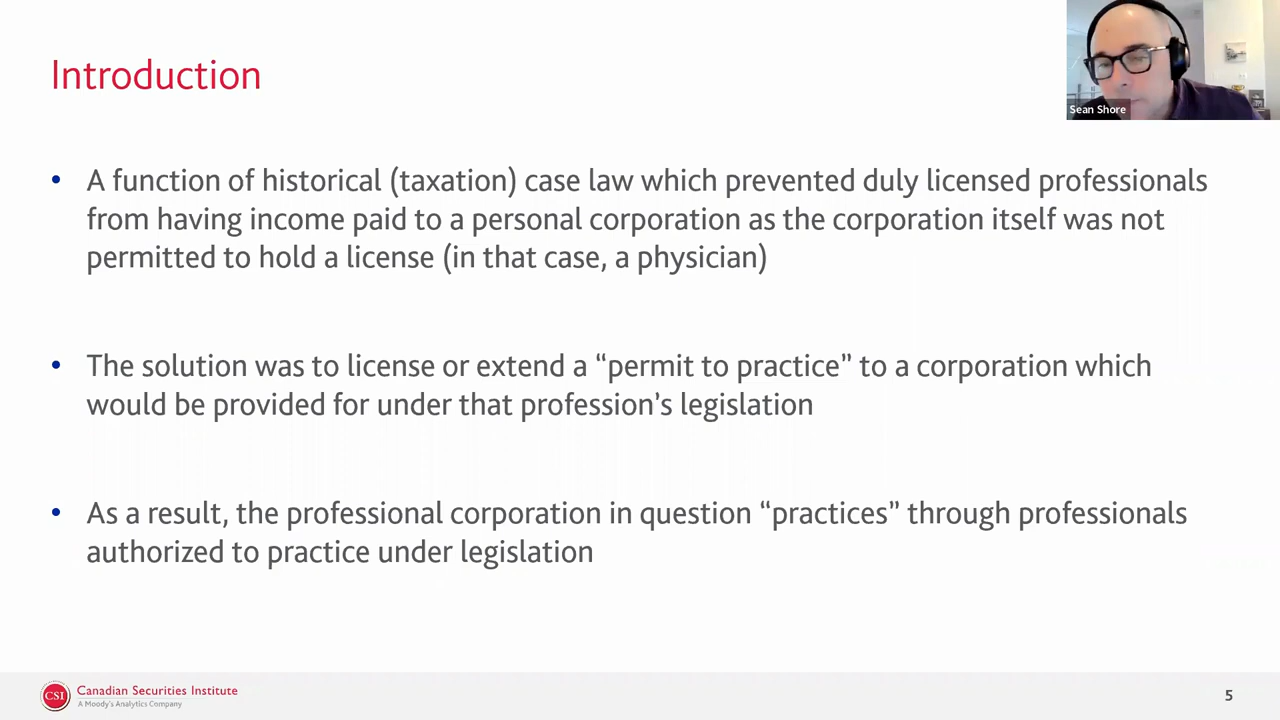 Introduction
Sean Shore
• A function of historical (taxation) case law which prevented duly licensed professionals
from having income paid to a personal corporation as the corporation itself was not
permitted to hold a license (in that case, a physician)
• The solution was to license or extend a “permit to practice” to a corporation which
would be provided for under that profession’s legislation
• As a result, the professional corporation in question “practices” through professionals
authorized to practice under legislation
CSI
Canadian Securities Institute
A Moody's Analytics Company
5